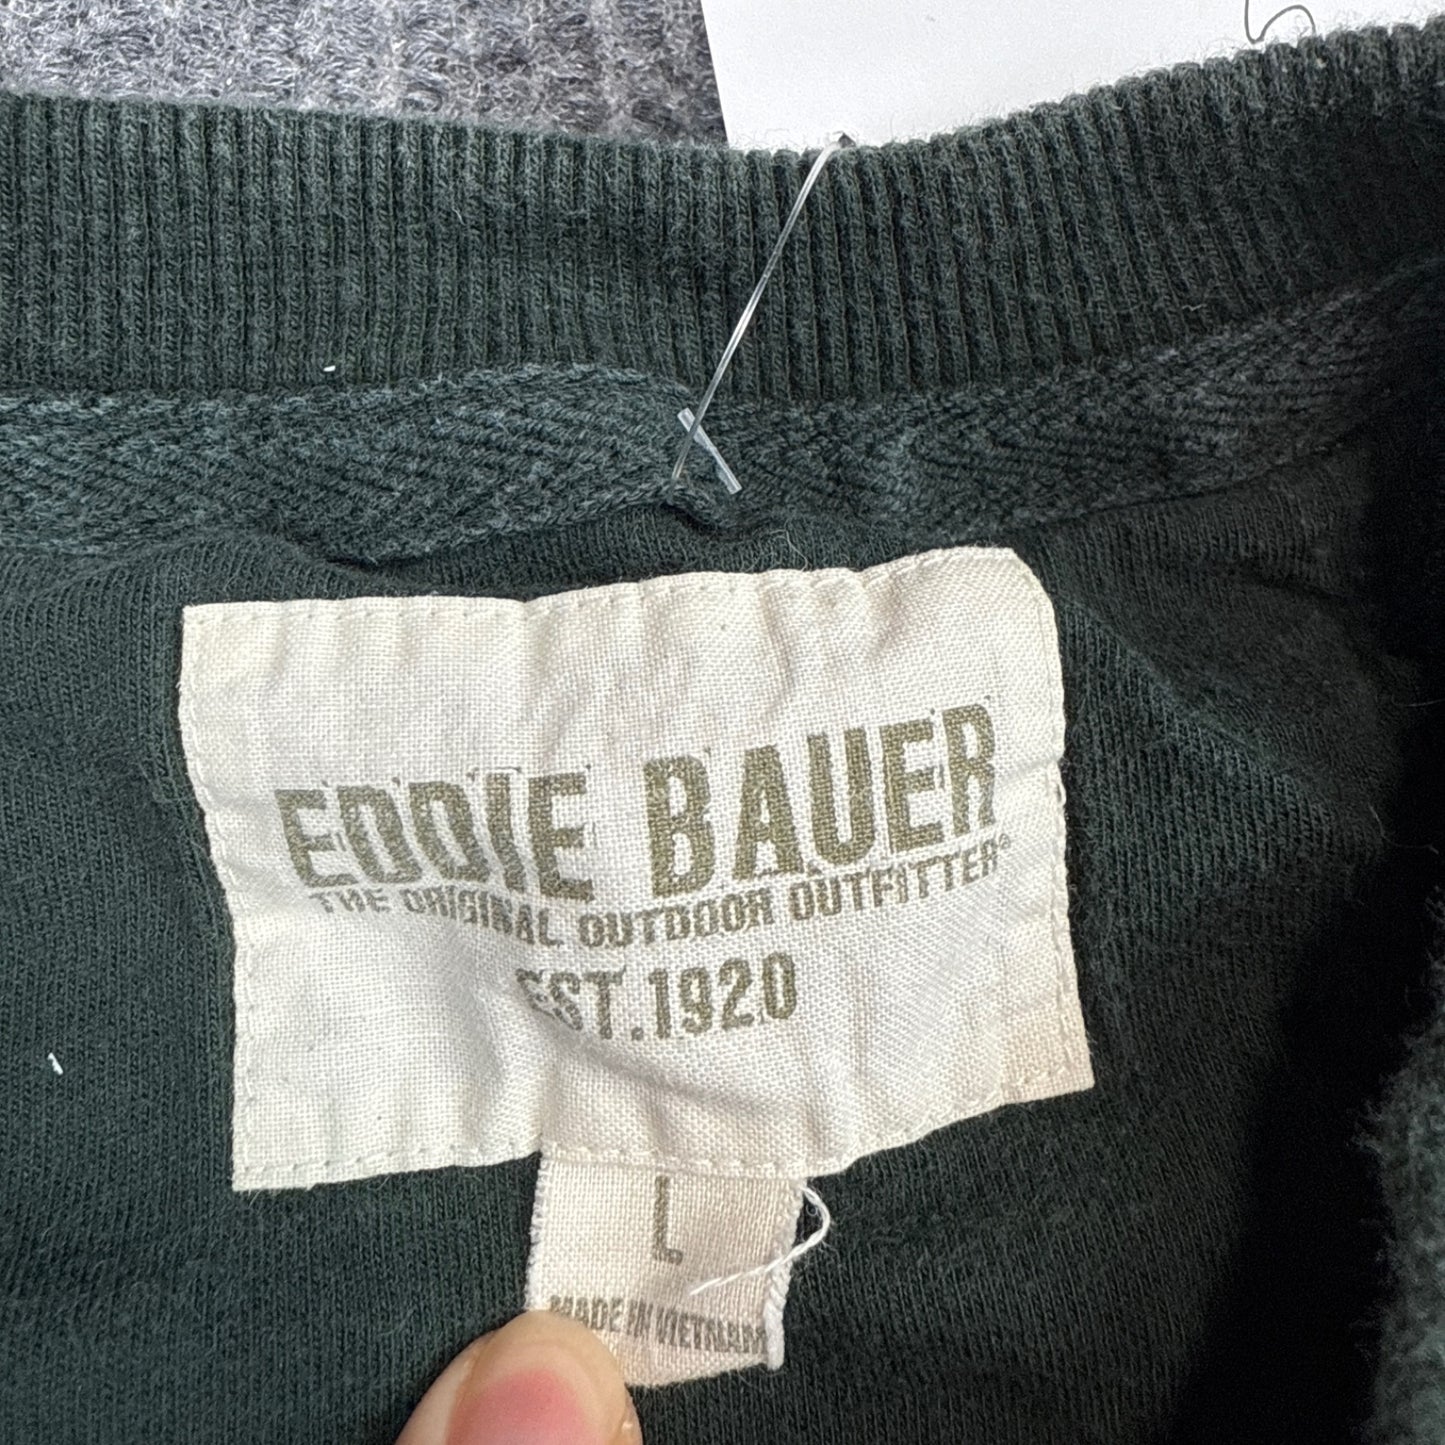 EDDIE BAUER
THE ORIGINAL OUTDOOR OUTFITTER®
EST.1920
L
MADE IN VIETNAM